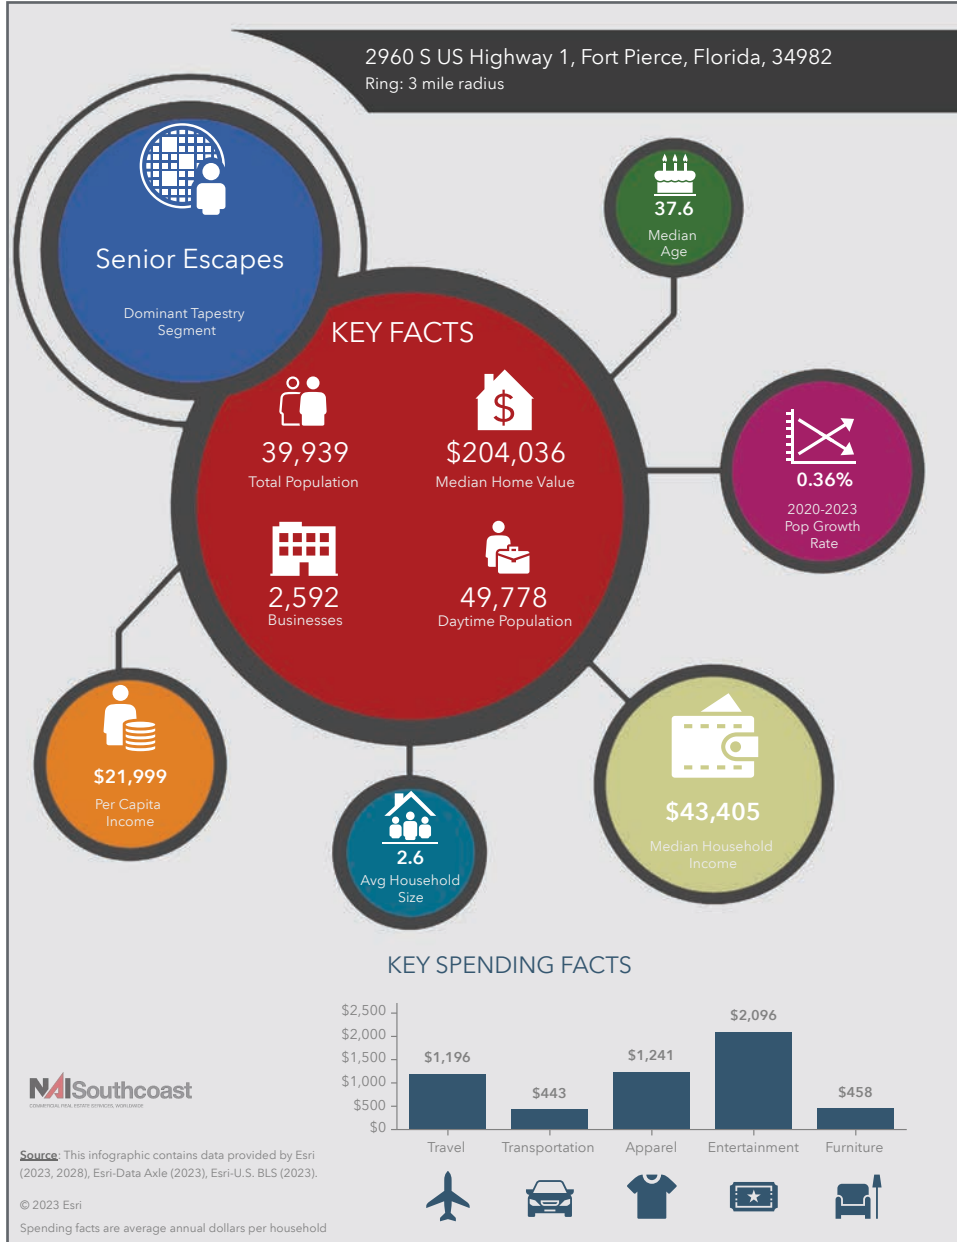 2960 S US Highway 1, Fort Pierce, Florida, 34982
Ring: 3 mile radius
Senior Escapes
Dominant Tapestry
Segment
37.6
Median
Age
KEY FACTS
39,939
Total Population
$
$204,036
Median Home Value
2,592
Businesses
49,778
Daytime Population
0.36%
2020-2023
Pop Growth
Rate
$21,999
Per Capita
Income
2.6
Avg Household
Size
$43,405
Median Household
Income
KEY SPENDING FACTS
$2,500
$2,000
$1,500
$1,000
$500
$0
$1,196
$443
$1,241
$2,096
$458
Travel
Transportation
Apparel
Entertainment
Furniture
NAISouthcoast
COMMERCIAL REAL ESTATE SERVICES, WORLDWIDE
Source: This infographic contains data provided by Esri
(2023, 2028), Esri-Data Axle (2023), Esri-U.S. BLS (2023).
© 2023 Esri
Spending facts are average annual dollars per household